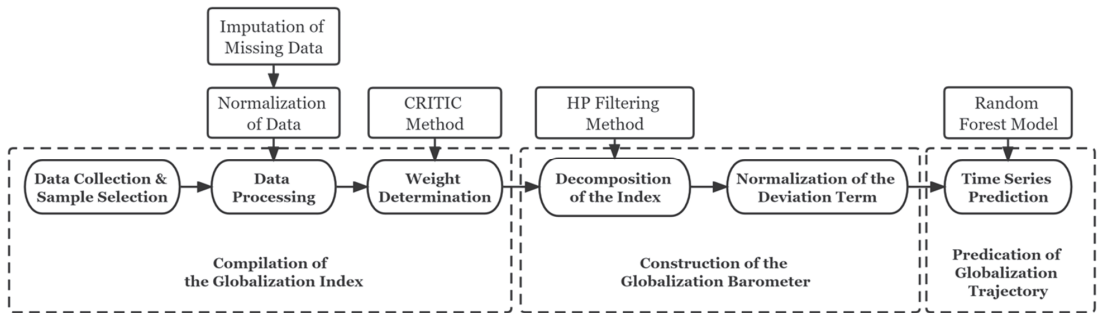 Imputation of
Missing Data
Normalization
of Data
CRITIC
Method
HP Filtering
Method
Random
Forest Model
Data Collection &
Sample Selection
Data
Processing
Weight
Determination
Decomposition
of the Index
Normalization of the
Deviation Term
Time Series
Prediction
Compilation of
the Globalization Index
Construction of the
Globalization Barometer
Predication of
Globalization
Trajectory